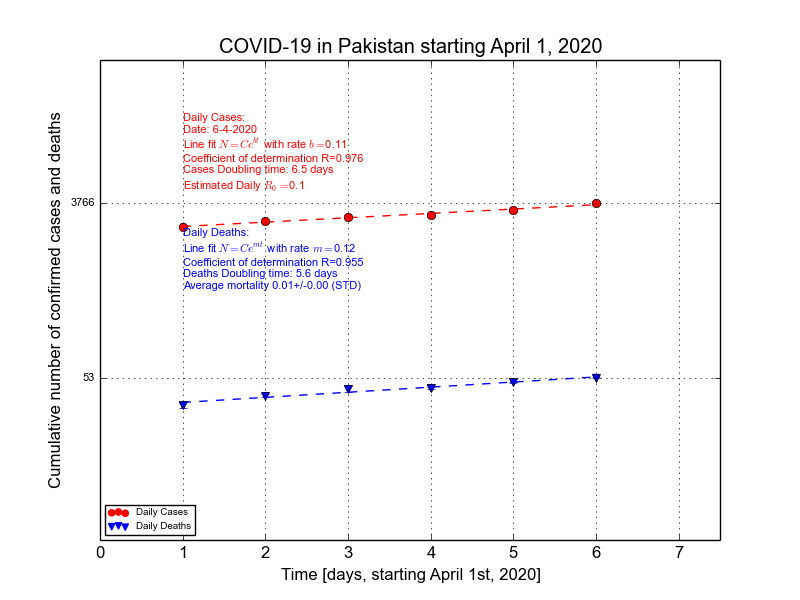 COVID-19 in Pakistan starting April 1, 2020
Cumulative number of confirmed cases and deaths
Daily Cases:
Date: 6-4-2020
Line fit N = Ce^{bt} with rate b = 0.11
Coefficient of determination R=0.976
Cases Doubling time: 6.5 days
Estimated Daily R_0 = 0.1
3766
Daily Deaths:
Line fit N = Ce^{mt} with rate m = 0.12
Coefficient of determination R=0.955
Deaths Doubling time: 5.6 days
Average mortality 0.01+/-0.00 (STD)
53
Daily Cases
Daily Deaths
0 1 2 3 4 5 6 7
Time [days, starting April 1st, 2020]